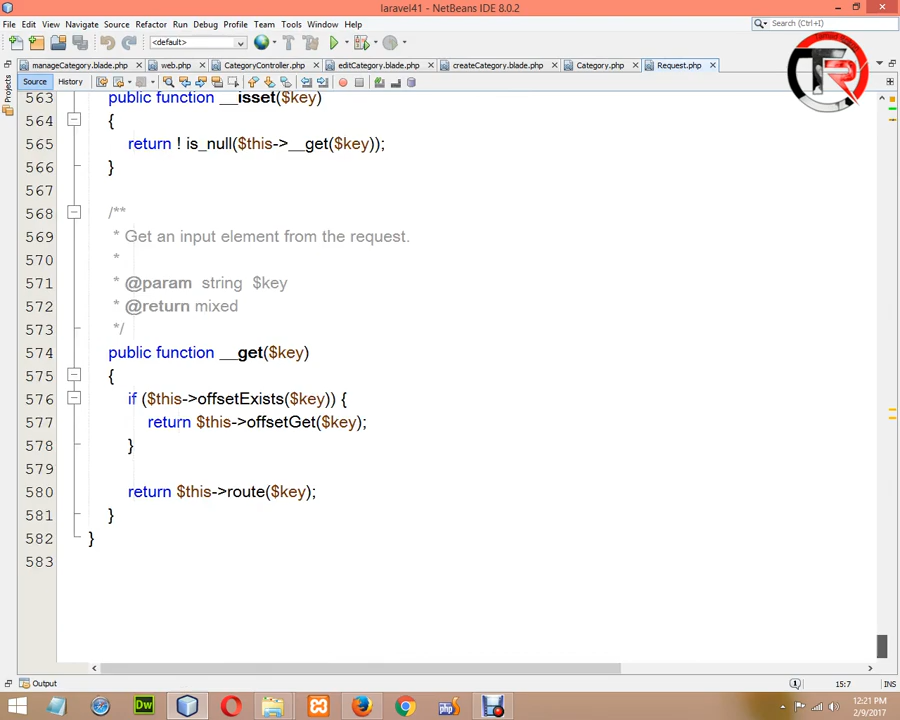 laravel41 - NetBeans IDE 8.0.2
File Edit View Navigate Source Refactor Run Debug Profile Team Tools Window Help
Search (Ctrl+I)
<default>
manageCategory.blade.php web.php CategoryController.php editCategory.blade.php createCategory.blade.php Category.php Request.php
Source History
Projects
563 public function __isset($key)
564 {
565 return ! is_null($this->__get($key));
566 }
567
568 /**
569 * Get an input element from the request.
570 *
571 * @param string $key
572 * @return mixed
573 */
574 public function __get($key)
575 {
576 if ($this->offsetExists($key)) {
577 return $this->offsetGet($key);
578 }
579
580 return $this->route($key);
581 }
582 }
583
Output
15:7 INS
Dw
php
12:21 PM
2/9/2017